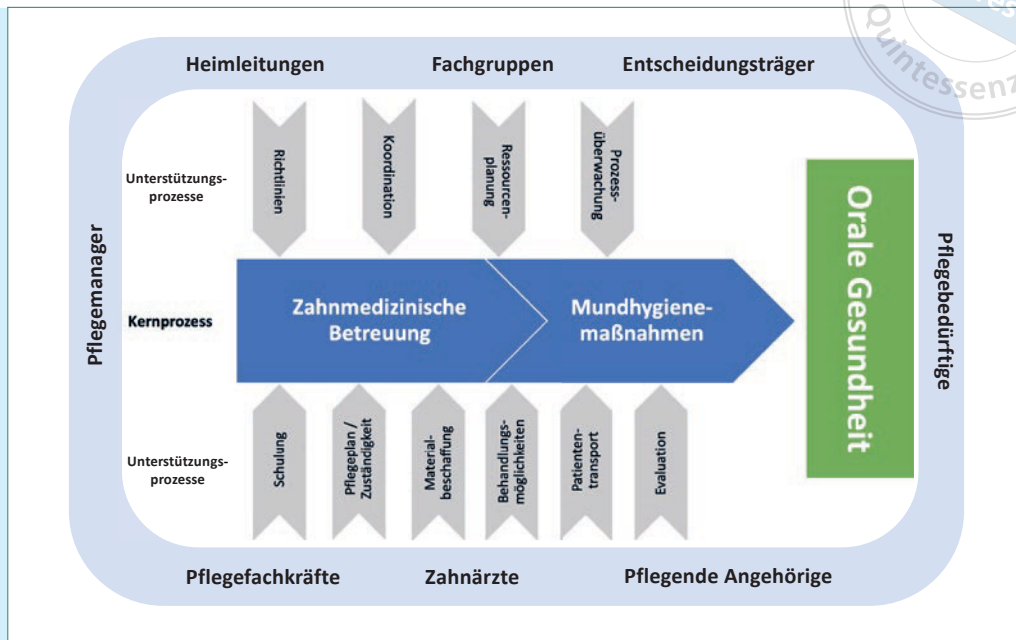 Heimleitungen
Fachgruppen
Entscheidungsträger
Quintessenz
Pflegemanager
Unterstützungs-
prozesse
Richtlinien
Koordination
Ressourcen-
planung
Prozess-
überwachung
Kernprozess
Zahnmedizinische
Betreuung
Mundhygiene-
maßnahmen
Orale Gesundheit
Pflegebedürftige
Unterstützungs-
prozesse
Schulung
Pflegeplan /
Zuständigkeit
Material-
beschaffung
Behandlungs-
möglichkeiten
Patienten-
transport
Evaluation
Pflegefachkräfte
Zahnärzte
Pflegende Angehörige